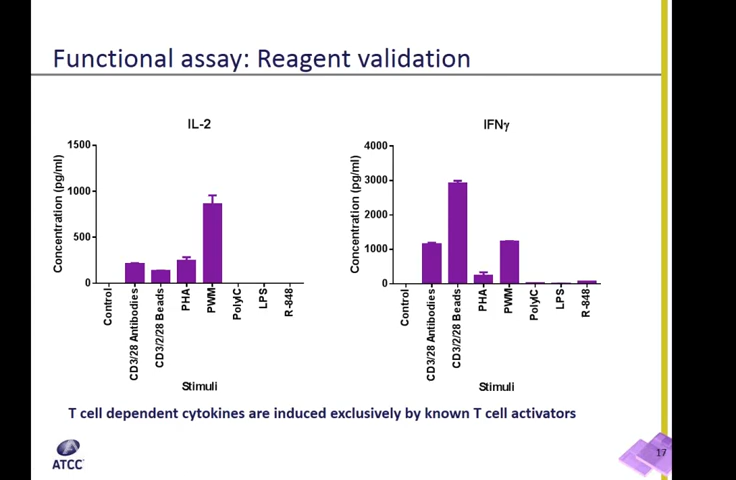 Functional assay: Reagent validation
IL-2
Concentration (pg/ml)
1500
1000
500
0
Control
CD3/28 Antibodies
CD3/2/28 Beads
PHA
PWM
PolyIC
LPS
R-848
Stimuli
IFNγ
Concentration (pg/ml)
4000
3000
2000
1000
0
Control
CD3/28 Antibodies
CD3/2/28 Beads
PHA
PWM
PolyIC
LPS
R-848
Stimuli
T cell dependent cytokines are induced exclusively by known T cell activators
ATCC
17